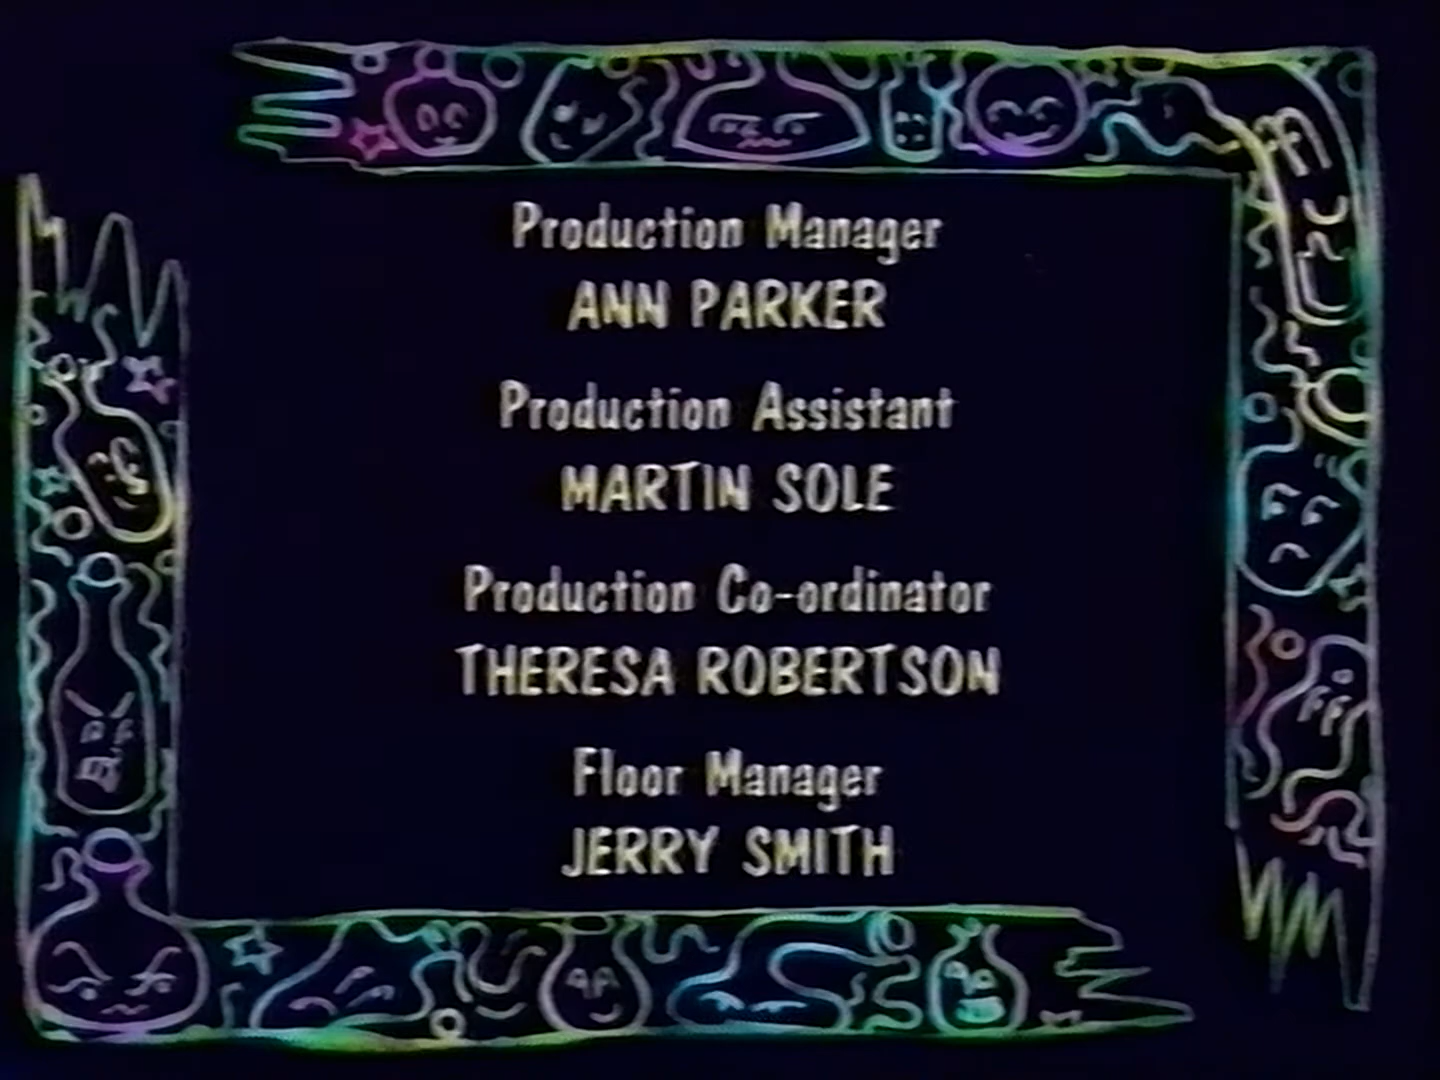 Production Manager
ANN PARKER
Production Assistant
MARTIN SOLE
Production Co-ordinator
THERESA ROBERTSON
Floor Manager
JERRY SMITH